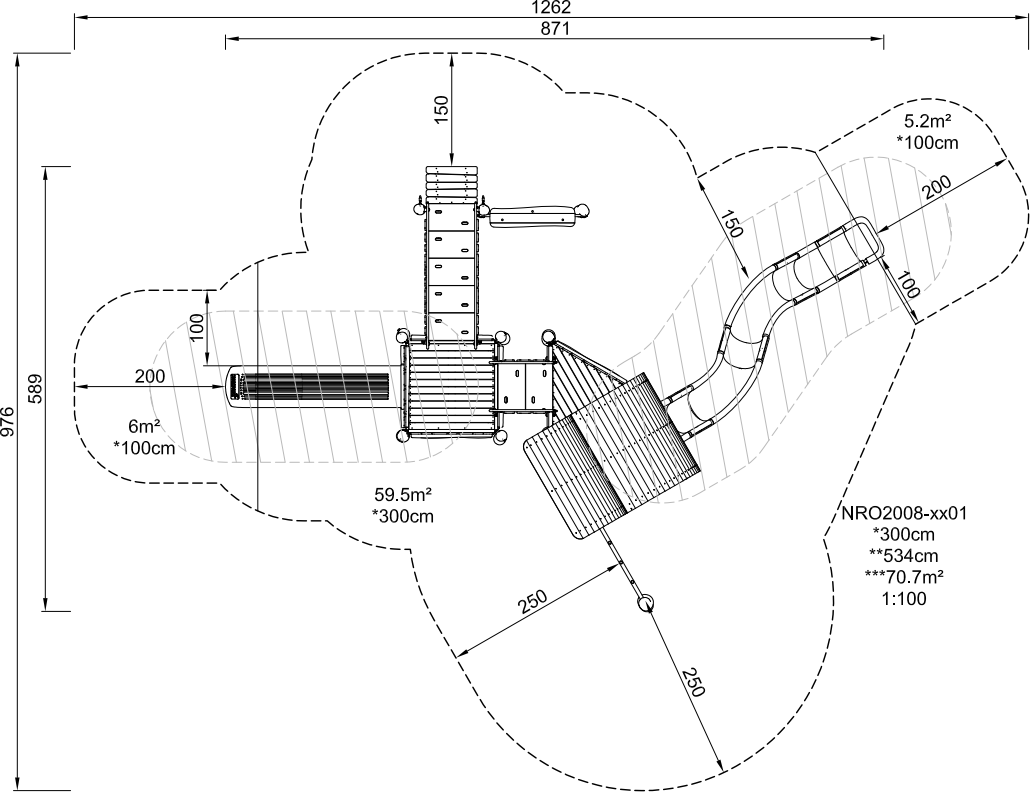 1262
871
150
5.2m²
*100cm
200
150
100
100
200
589
976
6m²
*100cm
59.5m²
*300cm
NRO2008-xx01
*300cm
**534cm
***70.7m²
1:100
250
250